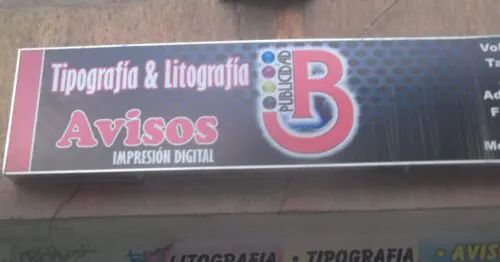 Tipografía & Litografía
Avisos
IMPRESIÓN DIGITAL
PUBLICIDAD
B
LITOGRAFIA • TIPOGRAFIA • AVIS